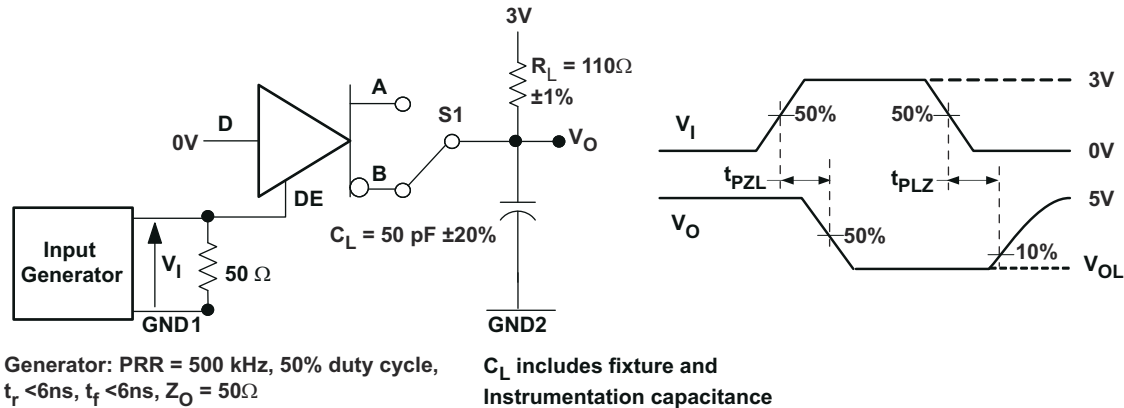 3V
R_L = 110Ω
±1%
A
S1
D
0V
V_O
B
DE
C_L = 50 pF ±20%
Input
Generator
V_I
50 Ω
GND1
GND2
3V
50%
50%
V_I
0V
t_PZL
t_PLZ
5V
V_O
50%
10%
V_OL
Generator: PRR = 500 kHz, 50% duty cycle,
t_r <6ns, t_f <6ns, Z_O = 50Ω
C_L includes fixture and
Instrumentation capacitance